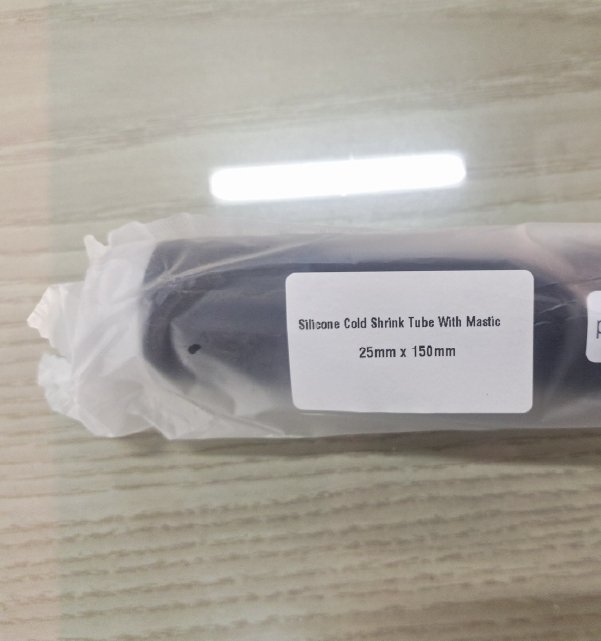 Silicone Cold Shrink Tube With Mastic
25mm x 150mm